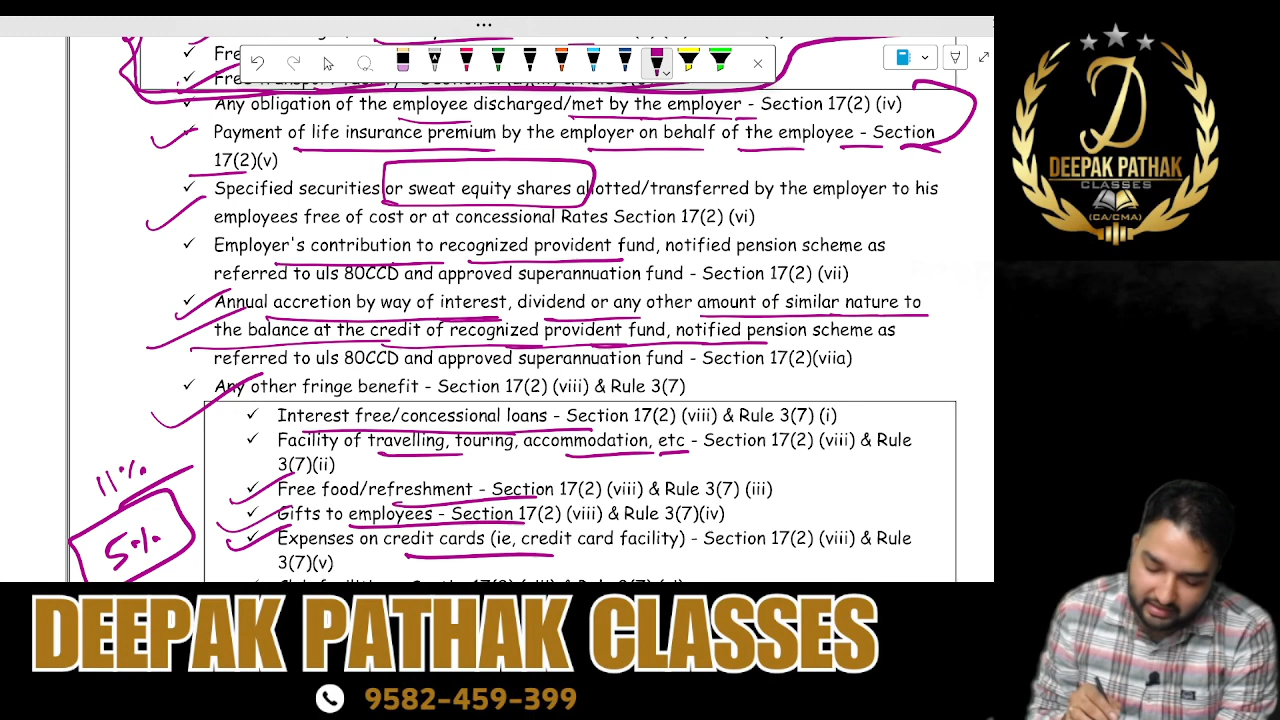 Any obligation of the employee discharged/met by the employer - Section 17(2) (iv)
Payment of life insurance premium by the employer on behalf of the employee - Section
17(2)(v)
Specified securities or sweat equity shares allotted/transferred by the employer to his
employees free of cost or at concessional Rates Section 17(2) (vi)
Employer's contribution to recognized provident fund, notified pension scheme as
referred to uls 80CCD and approved superannuation fund - Section 17(2) (vii)
Annual accretion by way of interest, dividend or any other amount of similar nature to
the balance at the credit of recognized provident fund, notified pension scheme as
referred to uls 80CCD and approved superannuation fund - Section 17(2)(viia)
Any other fringe benefit - Section 17(2) (viii) & Rule 3(7)
Interest free/concessional loans - Section 17(2) (viii) & Rule 3(7) (i)
Facility of travelling, touring, accommodation, etc - Section 17(2) (viii) & Rule
3(7)(ii)
Free food/refreshment - Section 17(2) (viii) & Rule 3(7) (iii)
Gifts to employees - Section 17(2) (viii) & Rule 3(7)(iv)
Expenses on credit cards (ie, credit card facility) - Section 17(2) (viii) & Rule
3(7)(v)
11%
5%
D
DEEPAK PATHAK
CLASSES
(CA/CMA)
DEEPAK PATHAK CLASSES
9582-459-399